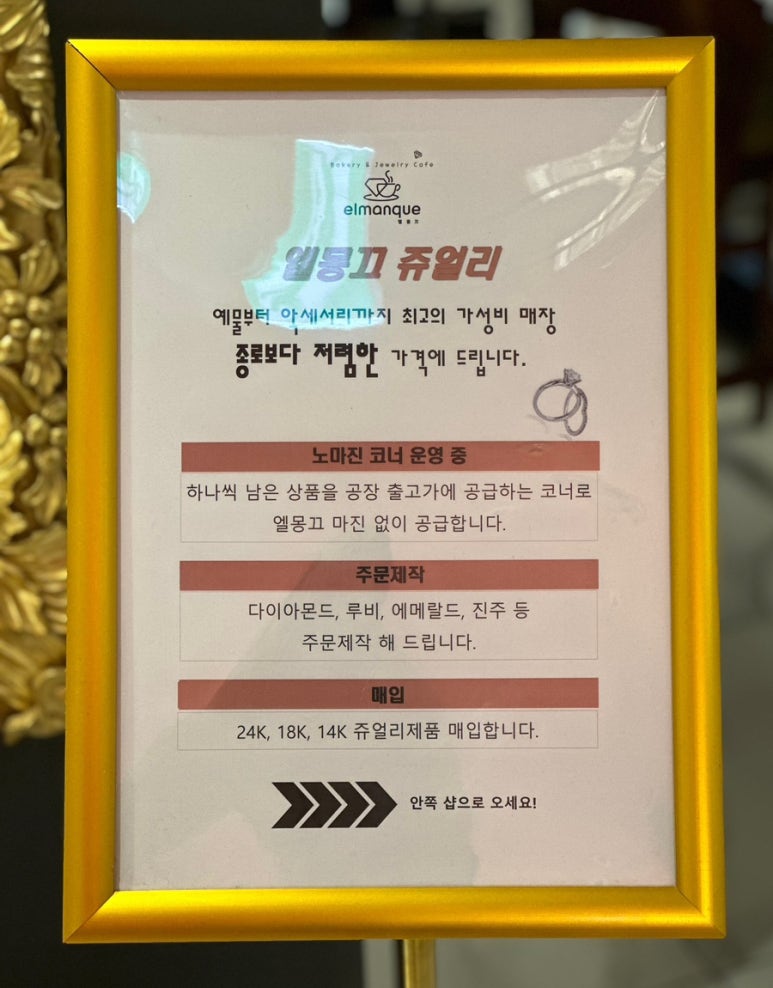 Bakery & Jewelry Cafe
elmanque
엘몽끄
엘몽끄 쥬얼리
예물부터 악세서리까지 최고의 가성비 매장
종로보다 저렴한 가격에 드립니다.
노마진 코너 운영 중
하나씩 남은 상품을 공장 출고가에 공급하는 코너로
엘몽끄 마진 없이 공급합니다.
주문제작
다이아몬드, 루비, 에메랄드, 진주 등
주문제작 해 드립니다.
매입
24K, 18K, 14K 쥬얼리제품 매입합니다.
안쪽 샵으로 오세요!